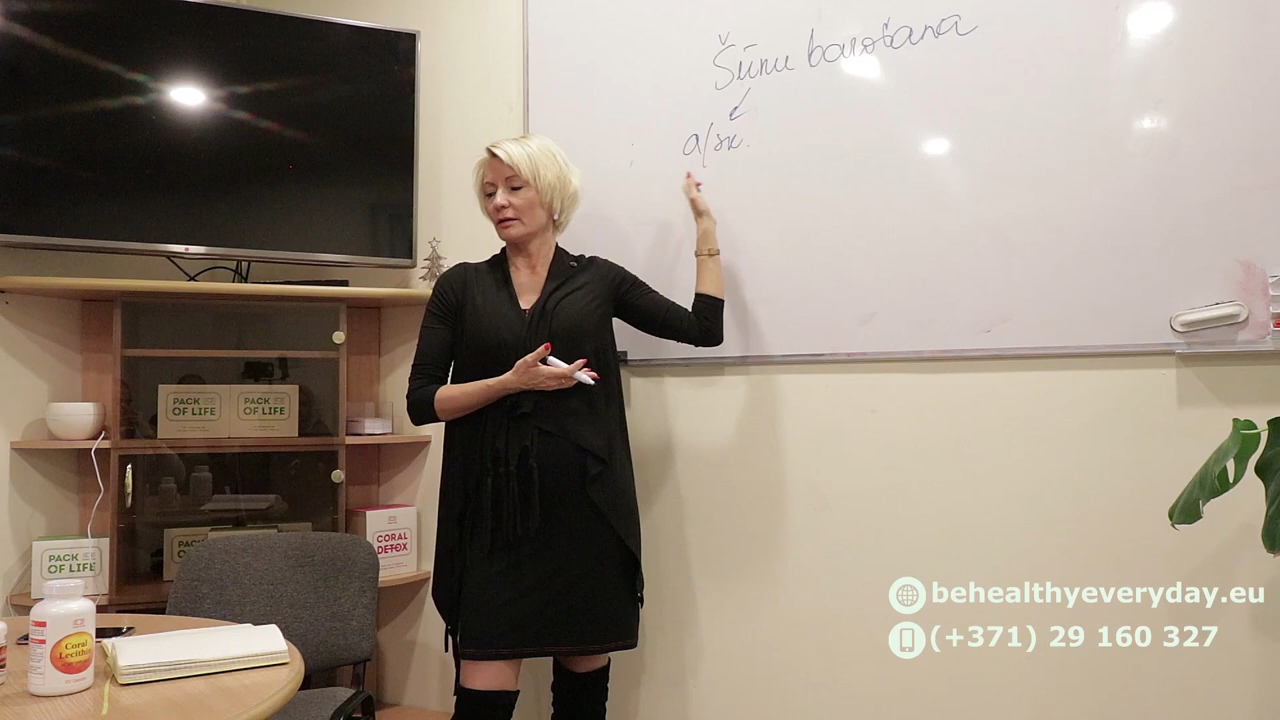 Šūnu barošana
a/sk.
PACK OF LIFE
PACK OF LIFE
PACK
PACK OF LIFE
CORAL DETOX
Coral
Lecithin
behealthyeveryday.eu
(+371) 29 160 327